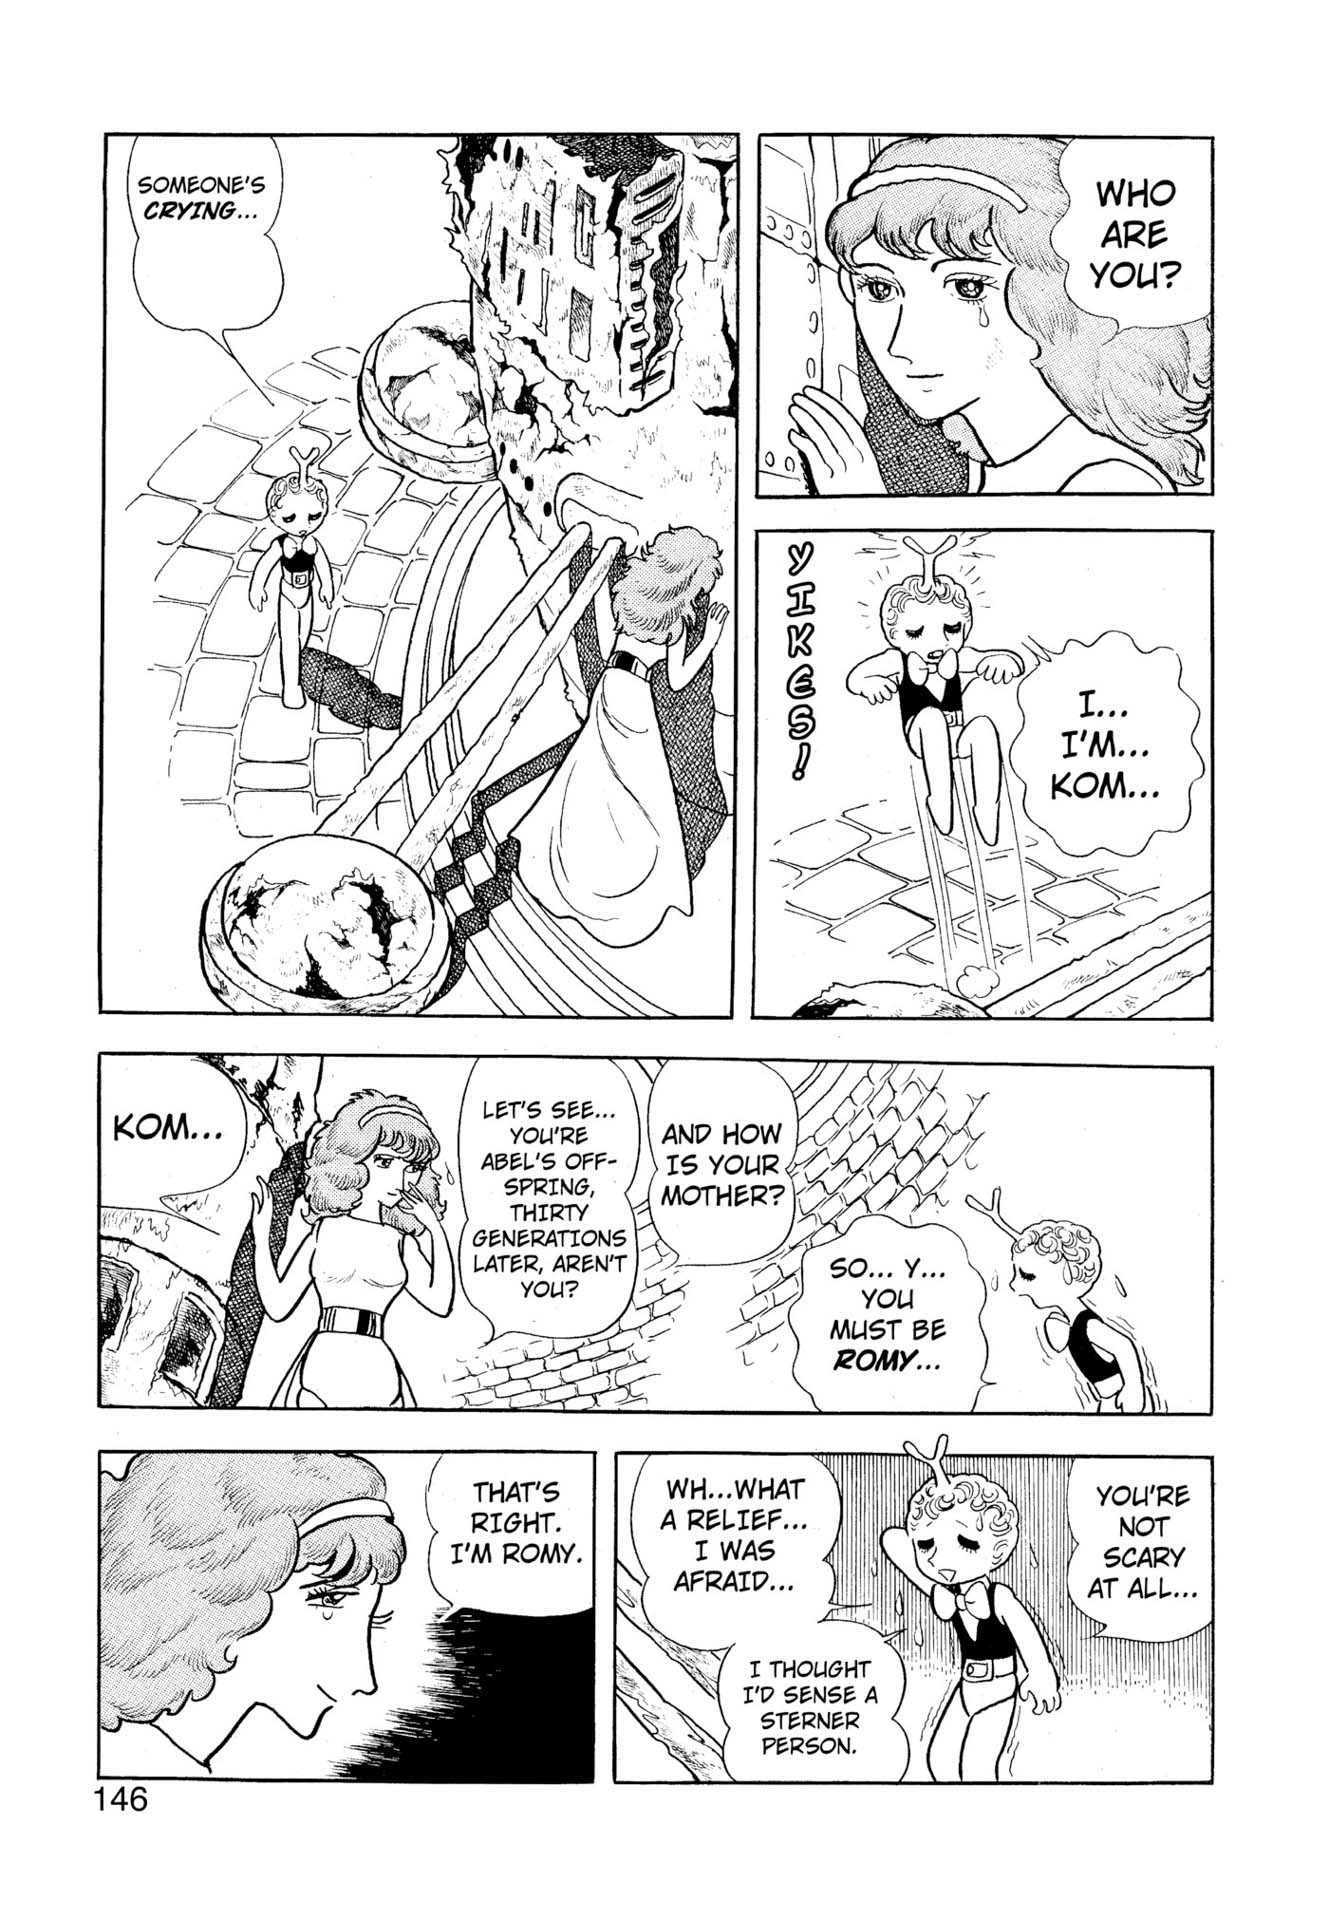 SOMEONE'S
CRYING...
WHO
ARE
YOU?
YIKES!
I...
I'M...
KOM...
KOM...
LET'S SEE...
YOU'RE
ABEL'S OFF-
SPRING,
THIRTY
GENERATIONS
LATER, AREN'T
YOU?
AND HOW
IS YOUR
MOTHER?
SO... Y...
YOU
MUST BE
ROMY...
THAT'S
RIGHT.
I'M ROMY.
WH...WHAT
A RELIEF...
I WAS
AFRAID...
I THOUGHT
I'D SENSE A
STERNER
PERSON.
YOU'RE
NOT
SCARY
AT ALL...
146